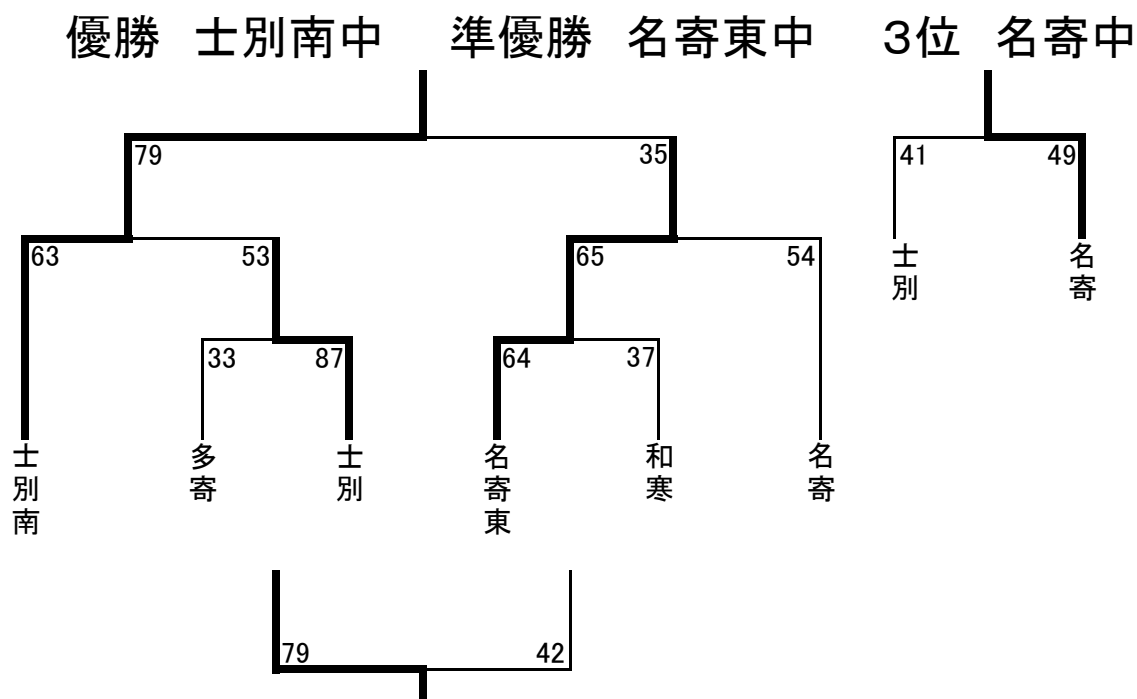 優勝　士別南中　準優勝　名寄東中　３位　名寄中
79 35 41 49
63 53 65 54
士別 名寄
33 87 64 37
士別南 多寄 士別 名寄東 和寒 名寄
79 42